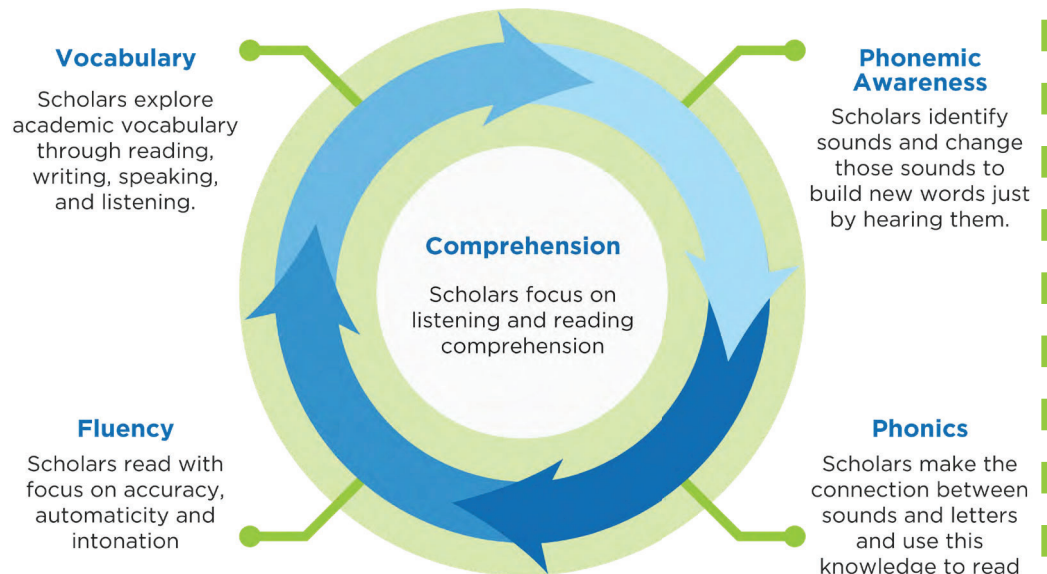 Vocabulary
Scholars explore
academic vocabulary
through reading,
writing, speaking,
and listening.
Phonemic
Awareness
Scholars identify
sounds and change
those sounds to
build new words just
by hearing them.
Comprehension
Scholars focus on
listening and reading
comprehension
Fluency
Scholars read with
focus on accuracy,
automaticity and
intonation
Phonics
Scholars make the
connection between
sounds and letters
and use this
knowledge to read